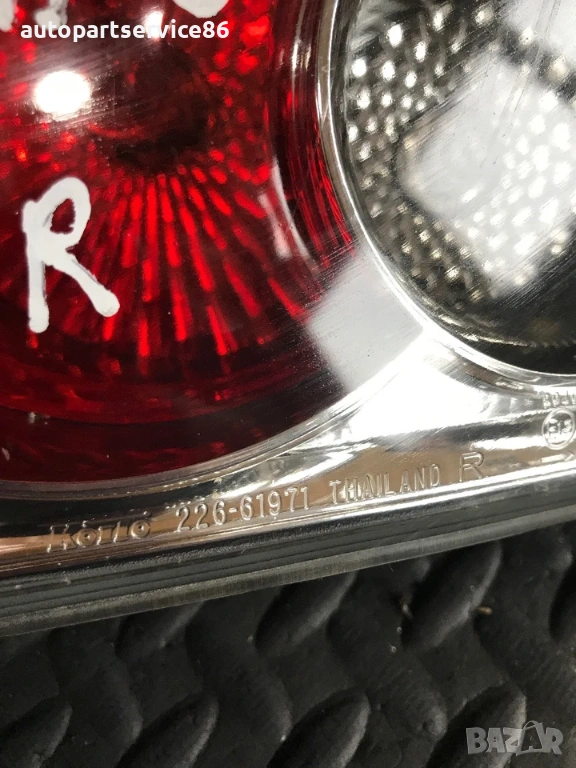 autopartservice86
R
KOITO 226-61971 THAILAND R
BAZAR